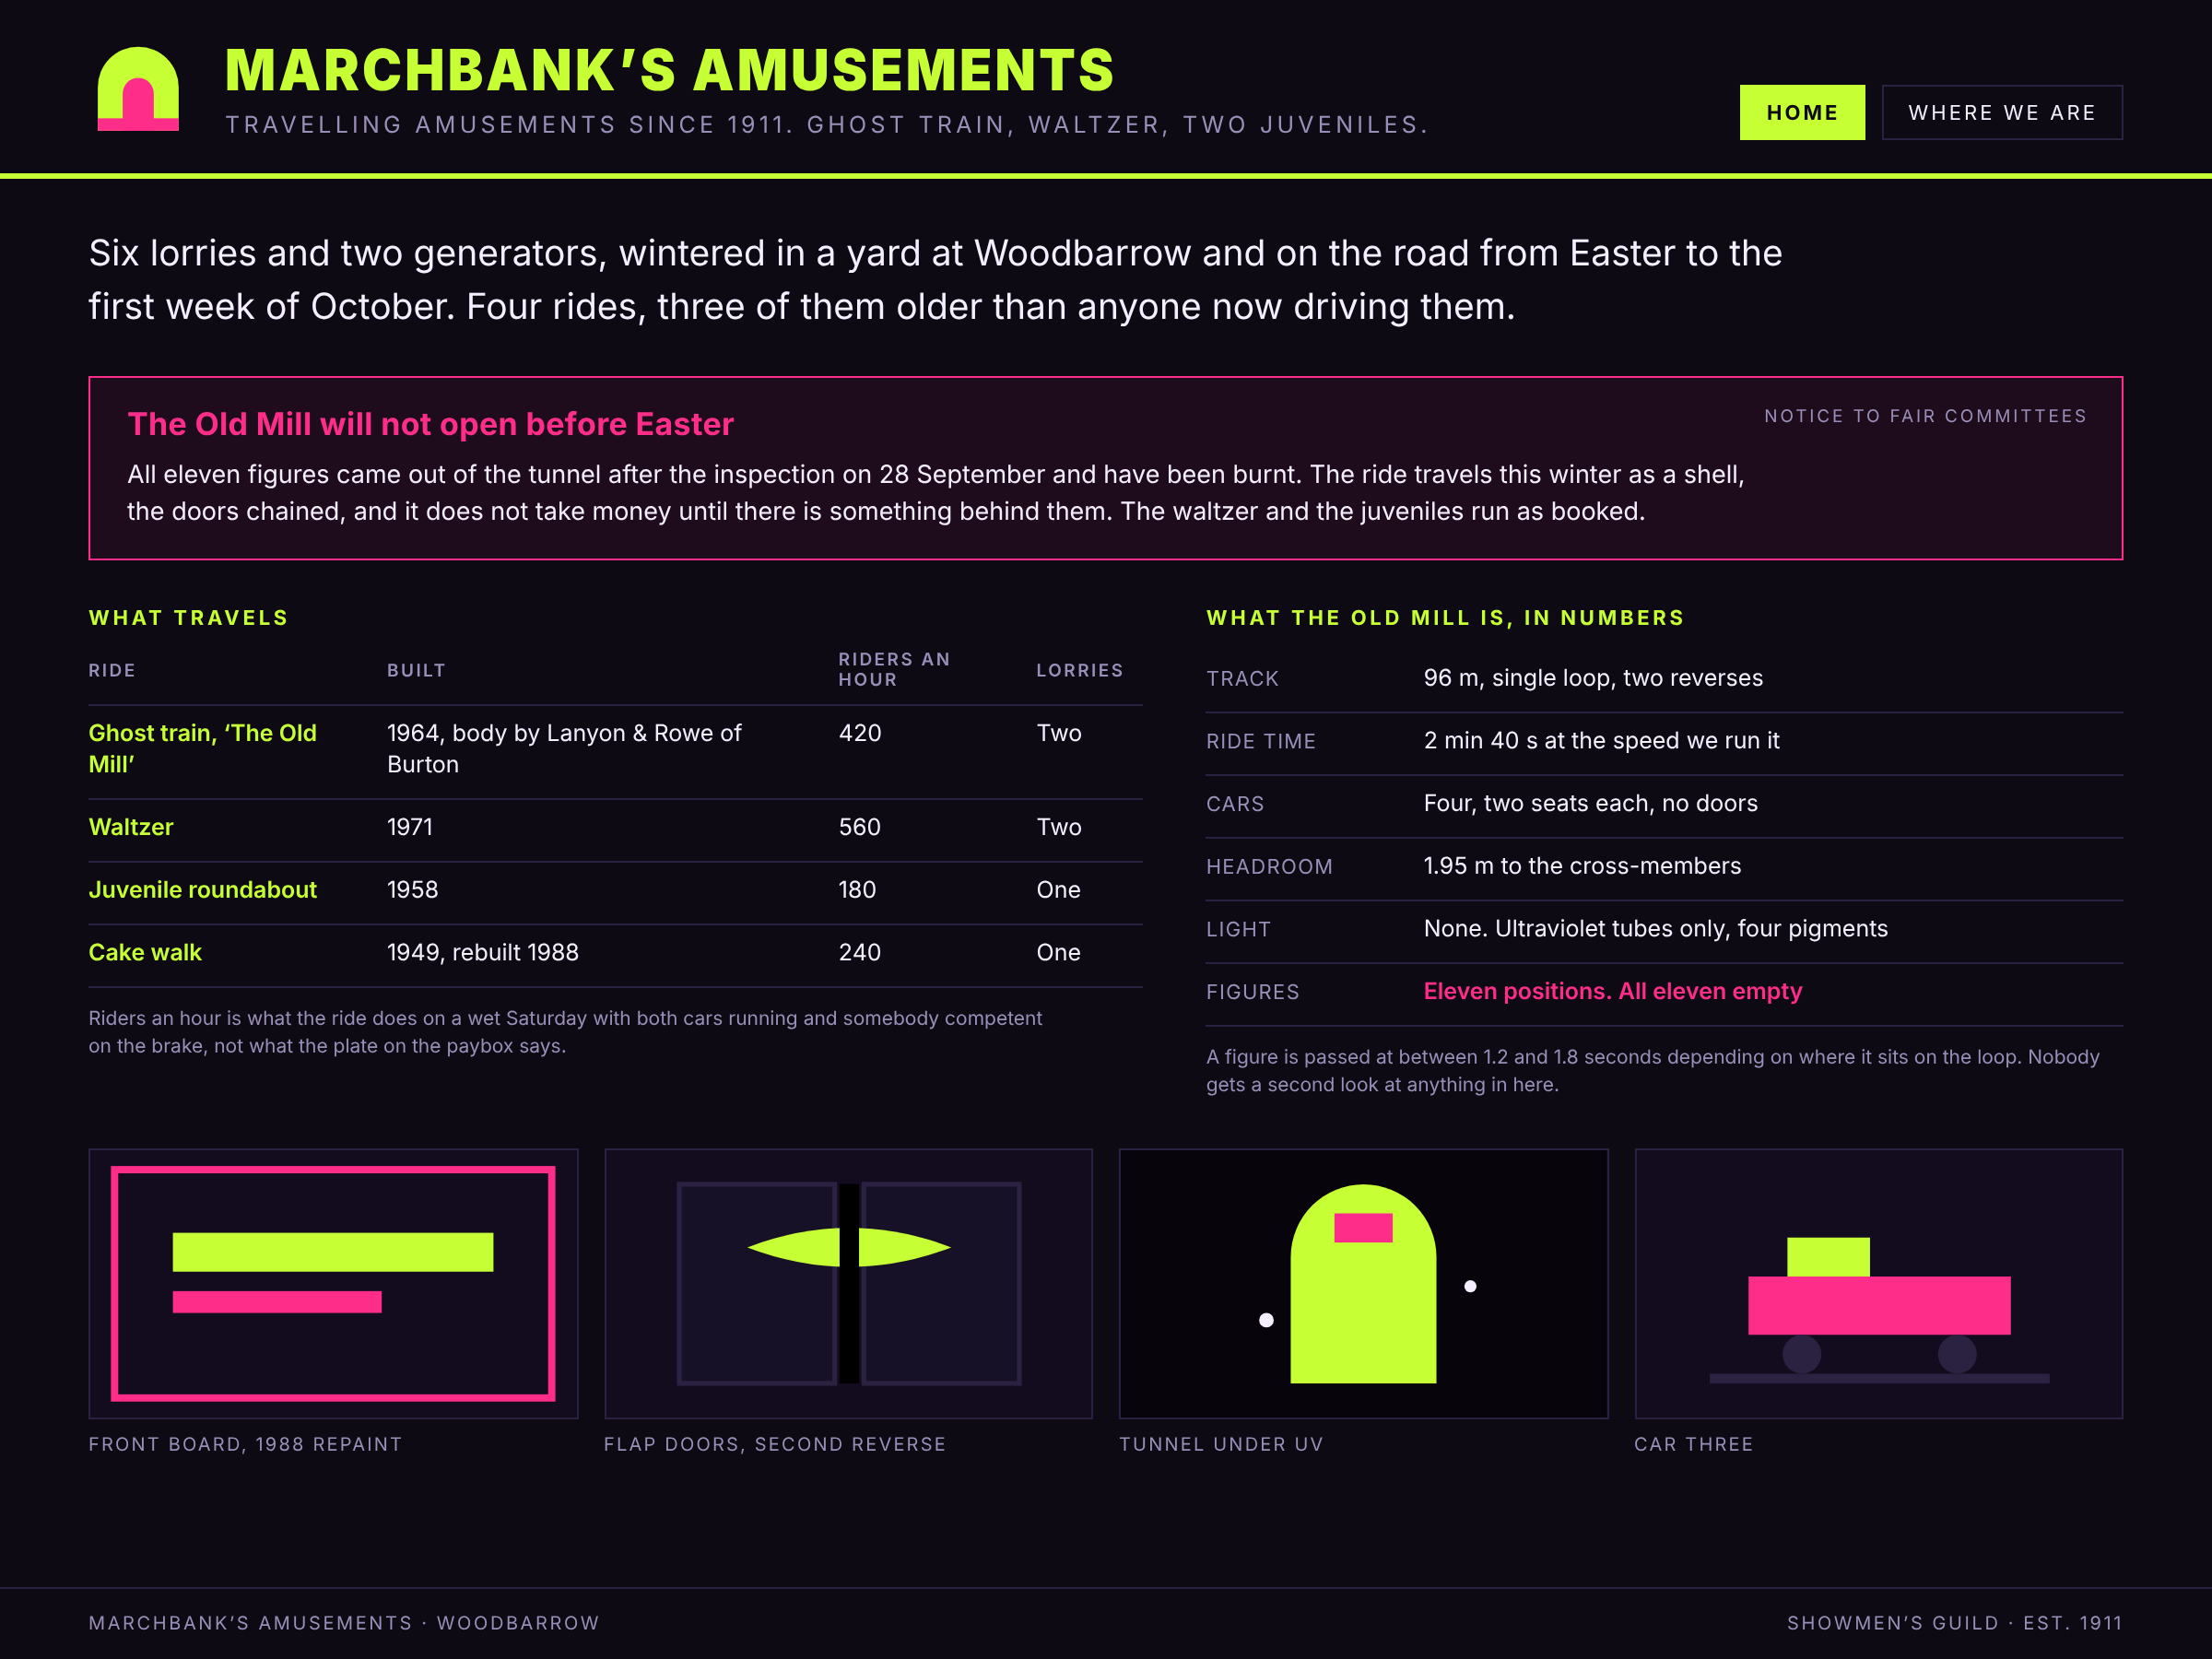 MARCHBANK’S AMUSEMENTS
TRAVELLING AMUSEMENTS SINCE 1911. GHOST TRAIN, WALTZER, TWO JUVENILES.
HOME
WHERE WE ARE
Six lorries and two generators, wintered in a yard at Woodbarrow and on the road from Easter to the
first week of October. Four rides, three of them older than anyone now driving them.
The Old Mill will not open before Easter
NOTICE TO FAIR COMMITTEES
All eleven figures came out of the tunnel after the inspection on 28 September and have been burnt. The ride travels this winter as a shell,
the doors chained, and it does not take money until there is something behind them. The waltzer and the juveniles run as booked.
WHAT TRAVELS
RIDE BUILT RIDERS AN HOUR LORRIES
Ghost train, ‘The Old Mill’ 1964, body by Lanyon & Rowe of Burton 420 Two
Waltzer 1971 560 Two
Juvenile roundabout 1958 180 One
Cake walk 1949, rebuilt 1988 240 One
Riders an hour is what the ride does on a wet Saturday with both cars running and somebody competent
on the brake, not what the plate on the paybox says.
WHAT THE OLD MILL IS, IN NUMBERS
TRACK 96 m, single loop, two reverses
RIDE TIME 2 min 40 s at the speed we run it
CARS Four, two seats each, no doors
HEADROOM 1.95 m to the cross-members
LIGHT None. Ultraviolet tubes only, four pigments
FIGURES Eleven positions. All eleven empty
A figure is passed at between 1.2 and 1.8 seconds depending on where it sits on the loop. Nobody
gets a second look at anything in here.
FRONT BOARD, 1988 REPAINT
FLAP DOORS, SECOND REVERSE
TUNNEL UNDER UV
CAR THREE
MARCHBANK’S AMUSEMENTS · WOODBARROW
SHOWMEN’S GUILD · EST. 1911